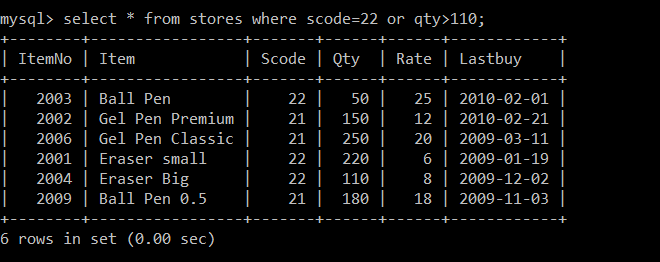 mysql> select * from stores where scode=22 or qty>110;
+--------+-----------------+-------+------+------+------------+
| ItemNo | Item            | Scode | Qty  | Rate | Lastbuy    |
+--------+-----------------+-------+------+------+------------+
|   2003 | Ball Pen        |    22 |   50 |   25 | 2010-02-01 |
|   2002 | Gel Pen Premium |    21 |  150 |   12 | 2010-02-21 |
|   2006 | Gel Pen Classic |    21 |  250 |   20 | 2009-03-11 |
|   2001 | Eraser small    |    22 |  220 |    6 | 2009-01-19 |
|   2004 | Eraser Big      |    22 |  110 |    8 | 2009-12-02 |
|   2009 | Ball Pen 0.5    |    21 |  180 |   18 | 2009-11-03 |
+--------+-----------------+-------+------+------+------------+
6 rows in set (0.00 sec)